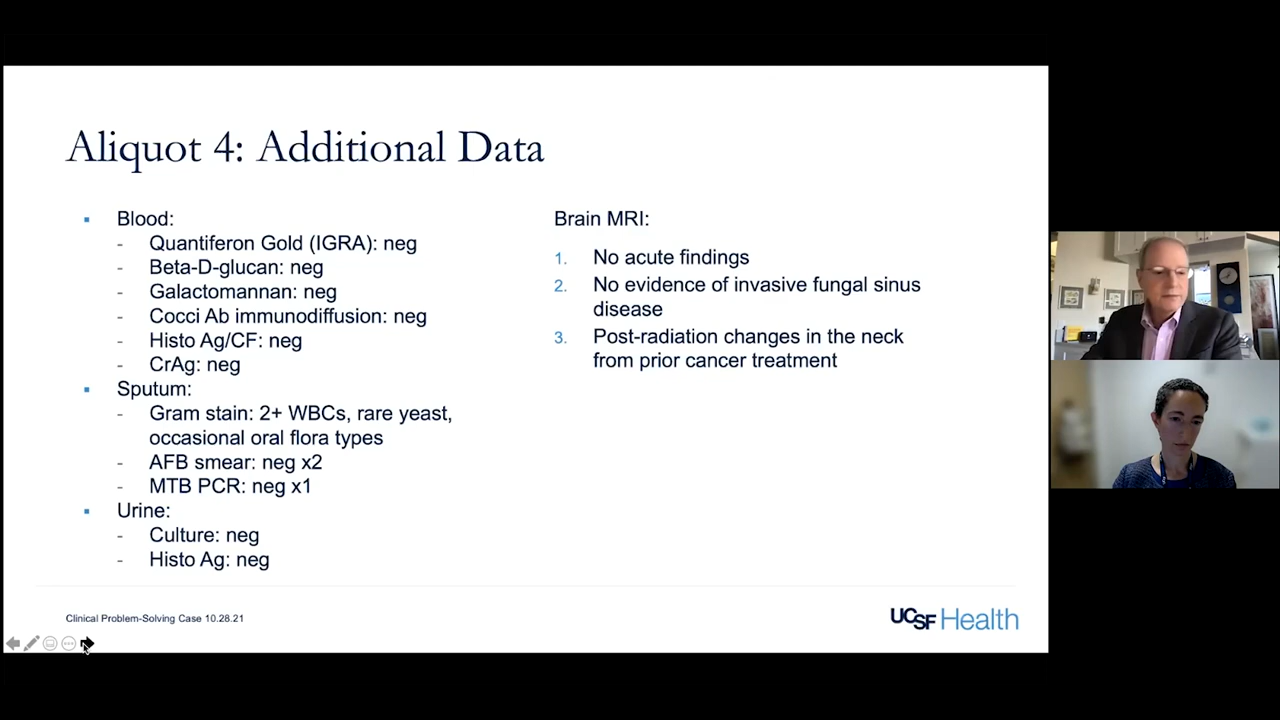 Aliquot 4: Additional Data
Blood:
- Quantiferon Gold (IGRA): neg
- Beta-D-glucan: neg
- Galactomannan: neg
- Cocci Ab immunodiffusion: neg
- Histo Ag/CF: neg
- CrAg: neg
Sputum:
- Gram stain: 2+ WBCs, rare yeast,
occasional oral flora types
- AFB smear: neg x2
- MTB PCR: neg x1
Urine:
- Culture: neg
- Histo Ag: neg
Brain MRI:
1. No acute findings
2. No evidence of invasive fungal sinus
disease
3. Post-radiation changes in the neck
from prior cancer treatment
Clinical Problem-Solving Case 10.28.21
UCSF Health